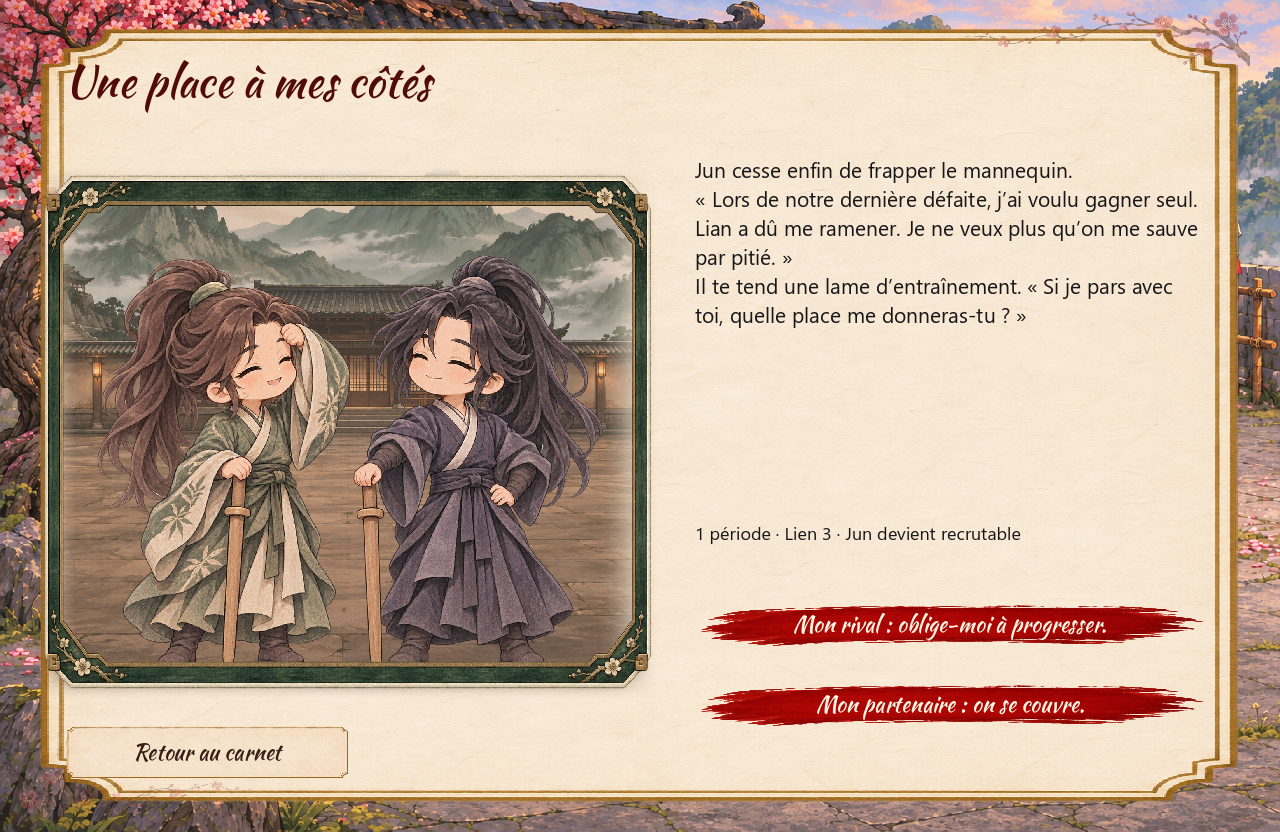 Une place à mes côtés
Jun cesse enfin de frapper le mannequin.
« Lors de notre dernière défaite, j’ai voulu gagner seul.
Lian a dû me ramener. Je ne veux plus qu’on me sauve
par pitié. »
Il te tend une lame d’entraînement. « Si je pars avec
toi, quelle place me donneras-tu ? »
1 période · Lien 3 · Jun devient recrutable
Mon rival : oblige-moi à progresser.
Mon partenaire : on se couvre.
Retour au carnet